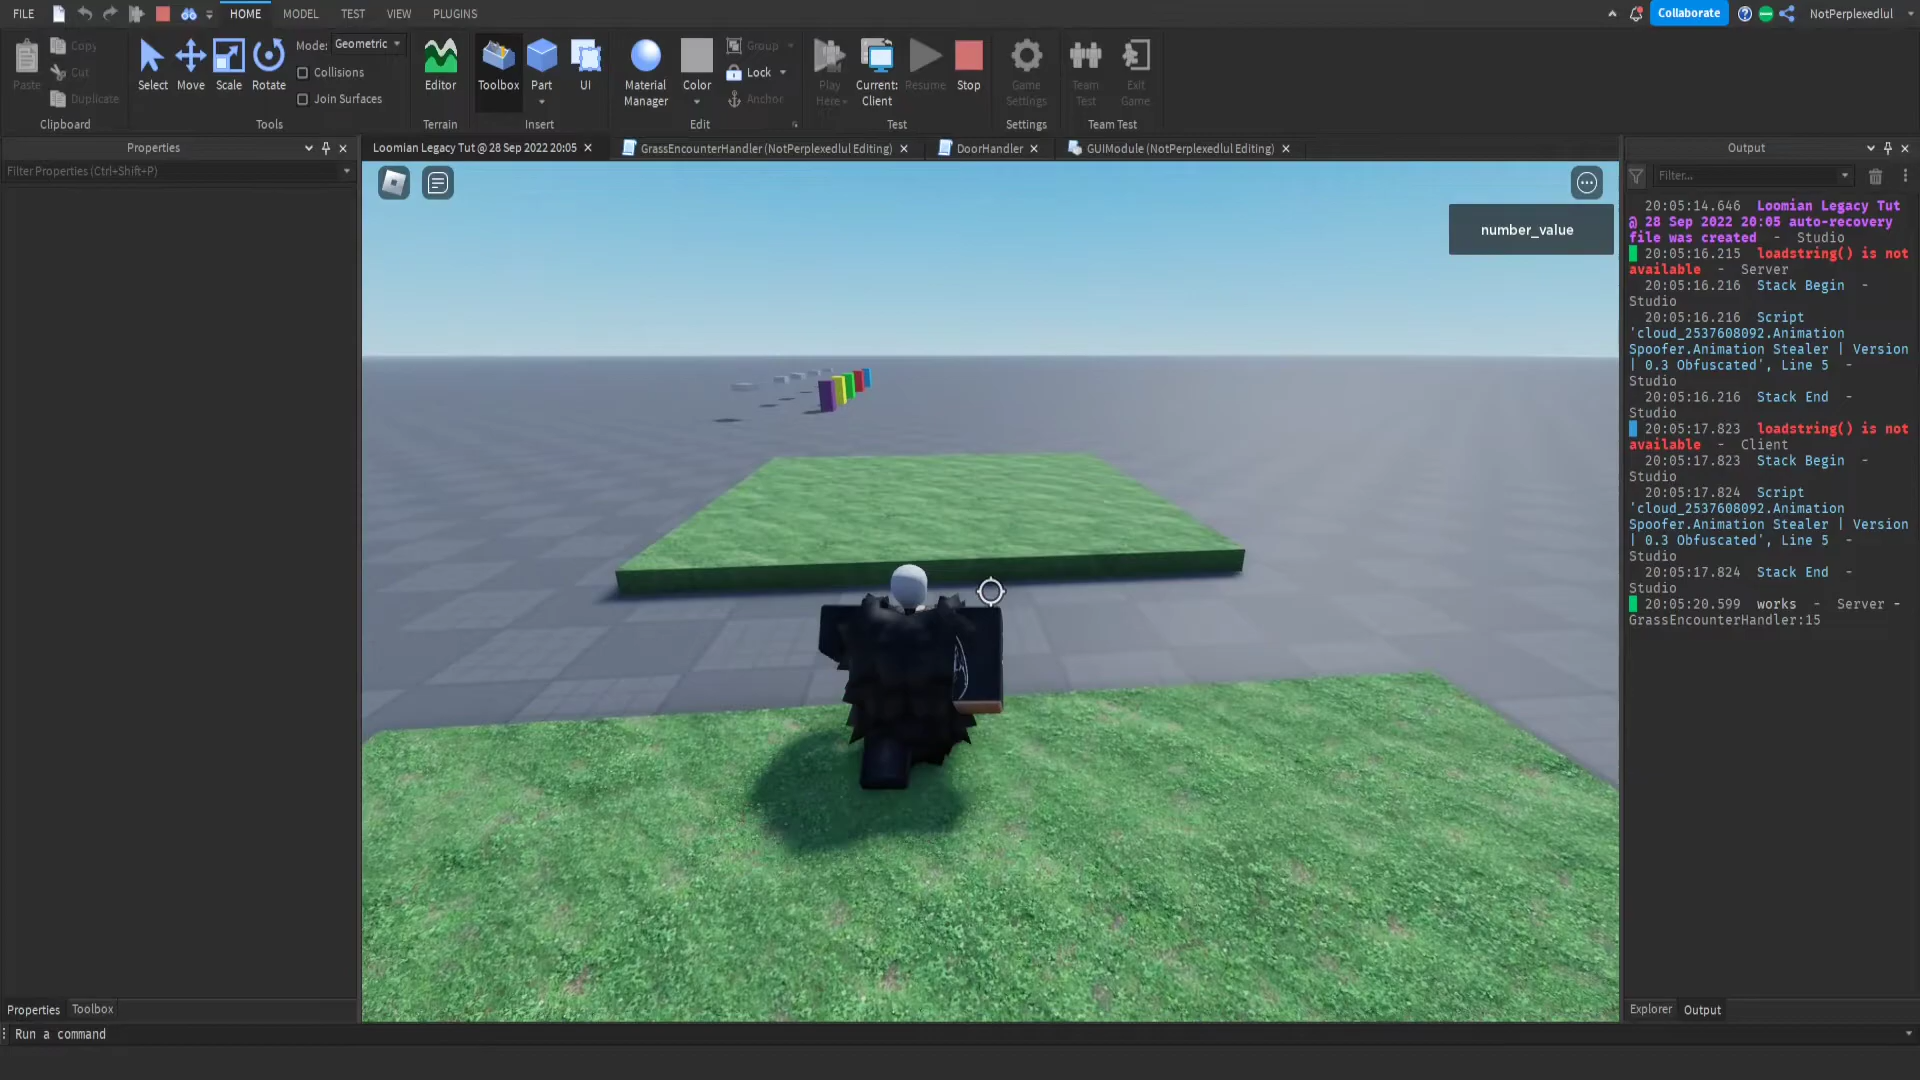 FILE
HOME
MODEL
TEST
VIEW
PLUGINS
Collaborate
NotPerplexedlul
Paste
Copy
Cut
Duplicate
Clipboard
Select
Move
Scale
Rotate
Mode: Geometric
Collisions
Join Surfaces
Tools
Editor
Terrain
Toolbox
Part
UI
Insert
Material
Manager
Color
Group
Lock
Anchor
Edit
Play
Here
Current:
Client
Resume
Stop
Test
Game
Settings
Settings
Team
Test
Exit
Game
Team Test
Properties
Filter Properties (Ctrl+Shift+P)
Loomian Legacy Tut @ 28 Sep 2022 20:05
GrassEncounterHandler (NotPerplexedlul Editing)
DoorHandler
GUIModule (NotPerplexedlul Editing)
number_value
Output
Filter...
20:05:14.646 Loomian Legacy Tut
@ 28 Sep 2022 20:05 auto-recovery
file was created - Studio
20:05:16.215 loadstring() is not
available - Server
20:05:16.216 Stack Begin -
Studio
20:05:16.216 Script
'cloud_2537608092.Animation
Spoofer.Animation Stealer | Version
| 0.3 Obfuscated', Line 5 -
Studio
20:05:16.216 Stack End -
Studio
20:05:17.823 loadstring() is not
available - Client
20:05:17.823 Stack Begin -
Studio
20:05:17.824 Script
'cloud_2537608092.Animation
Spoofer.Animation Stealer | Version
| 0.3 Obfuscated', Line 5 -
Studio
20:05:17.824 Stack End -
Studio
20:05:20.599 works - Server -
GrassEncounterHandler:15
Properties
Toolbox
Explorer
Output
Run a command